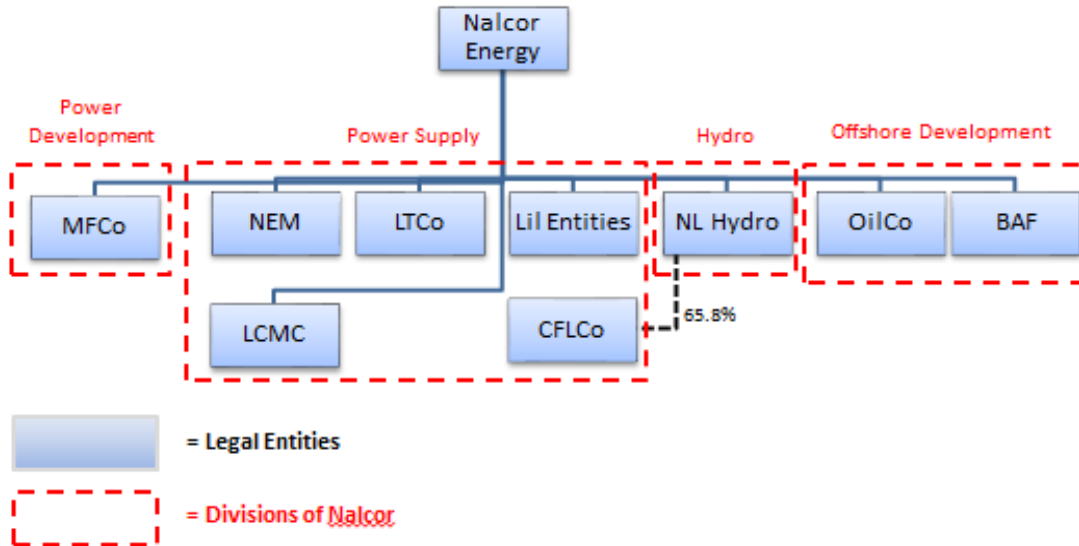 Nalcor
Energy
Power
Development
Power Supply
Hydro
Offshore Development
MFCo
NEM
LTCo
Lil Entities
NL Hydro
OilCo
BAF
LCMC
CFLCo
65.8%
= Legal Entities
= Divisions of Nalcor